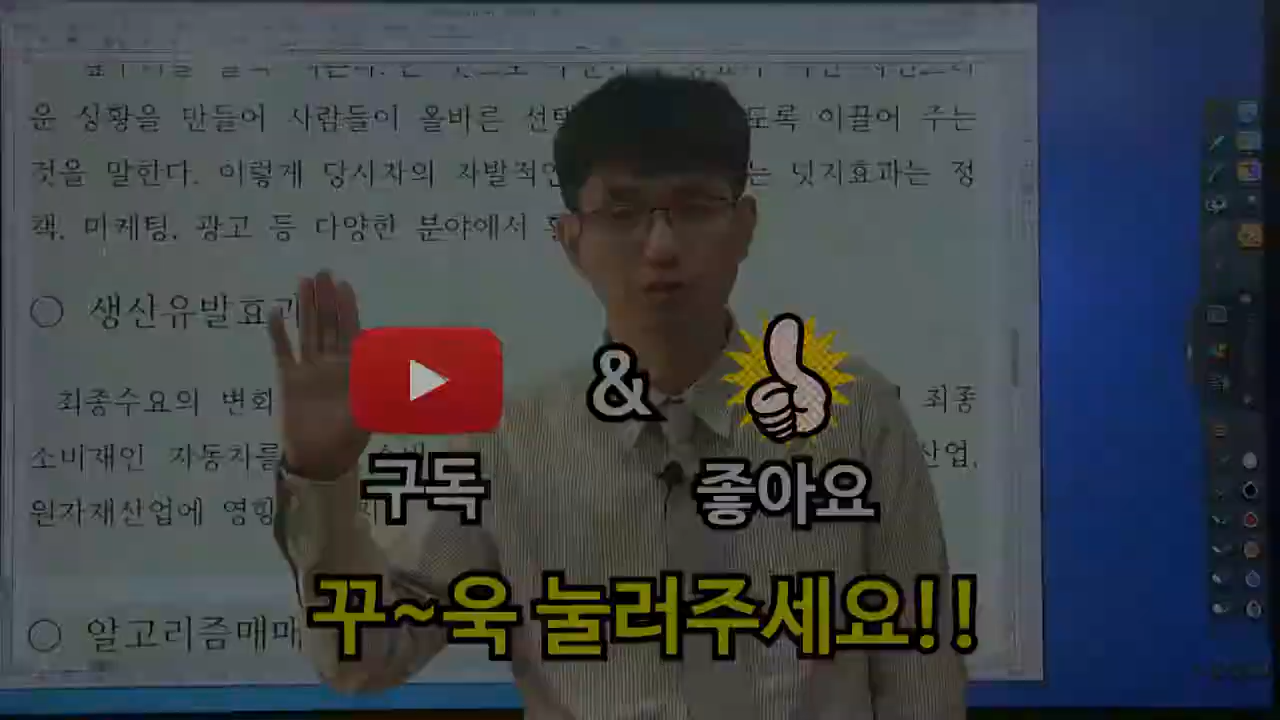 운 상황을 만들어 사람들이 올바른 선택 도록 이끌어 주는
것을 말한다. 이렇게 당시자의 자발적인 는 넛지효과는 정
책, 마케팅, 광고 등 다양한 분야에서
○ 생산유발효과
최종수요의 변화 최종
소비재인 자동차를 산업,
원자재산업에 영향
○ 알고리즘매매
&
구독 좋아요
꾸~욱 눌러주세요!!